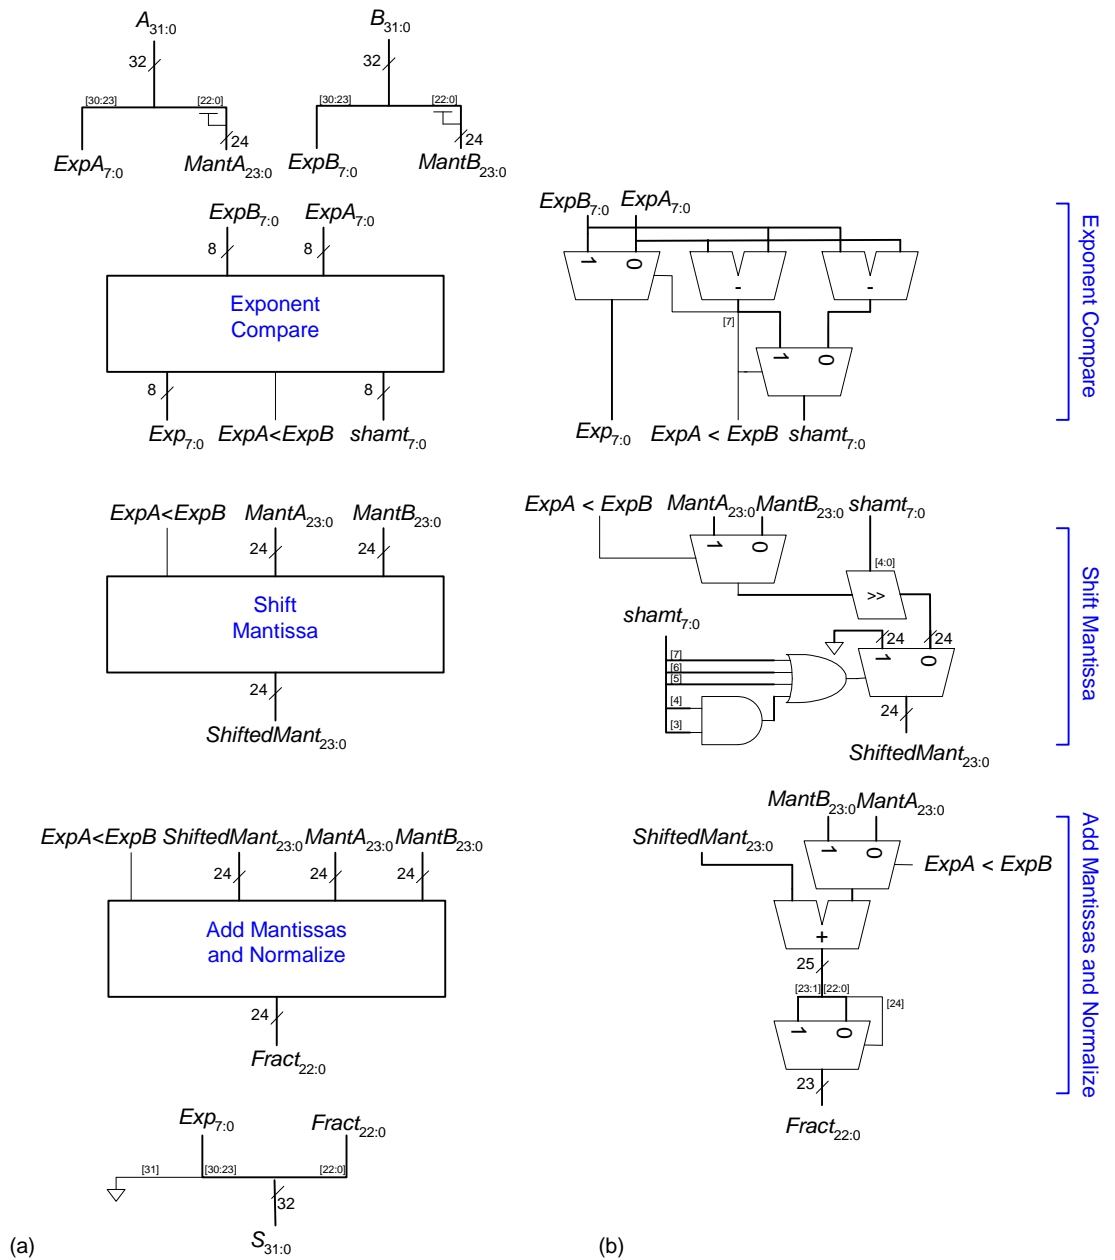 A31:0 B31:0
32 32
[30:23] [22:0] [30:23] [22:0]
24 24
ExpA7:0 MantA23:0 ExpB7:0 MantB23:0
ExpB7:0 ExpA7:0
8 8
Exponent
Compare
8 8
Exp7:0 ExpA<ExpB shamt7:0
ExpA<ExpB MantA23:0 MantB23:0
24 24
Shift
Mantissa
24
ShiftedMant23:0
ExpA<ExpB ShiftedMant23:0 MantA23:0 MantB23:0
24 24 24
Add Mantissas
and Normalize
24
Fract22:0
Exp7:0 Fract22:0
[31] [30:23] [22:0]
32
S31:0
(a)
ExpB7:0 ExpA7:0
1 0 - -
[7]
1 0
Exp7:0 ExpA < ExpB shamt7:0
Exponent Compare
ExpA < ExpB MantA23:0 MantB23:0 shamt7:0
1 0
[4:0]
>>
shamt7:0
24 24
1 0
[7]
[6]
[5]
[4]
[3]
24
ShiftedMant23:0
Shift Mantissa
MantB23:0 MantA23:0
ShiftedMant23:0
1 0
ExpA < ExpB
+
25
[23:1] [22:0] [24]
1 0
23
Fract22:0
Add Mantissas and Normalize
(b)